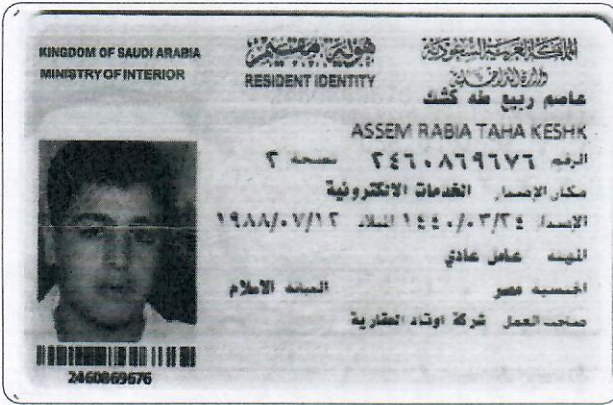 KINGDOM OF SAUDI ARABIA
MINISTRY OF INTERIOR
هوية مقيم
RESIDENT IDENTITY
المملكة العربية السعودية
وزارة الداخلية
عاصم ربيع طه كشك
ASSEM RABIA TAHA KESHK
الرقم ٢٤٦٠٨٦٩٦٧٦ نسخة ٢
مكان الإصدار الخدمات الالكترونية
الإصدار ١٤٤٠/٠٣/٢٤ الميلاد ١٩٨٨/٠٧/١٢
المهنة عامل عادي
الجنسية مصر الديانة الاسلام
صاحب العمل شركة اوتاد العقارية
2460869676